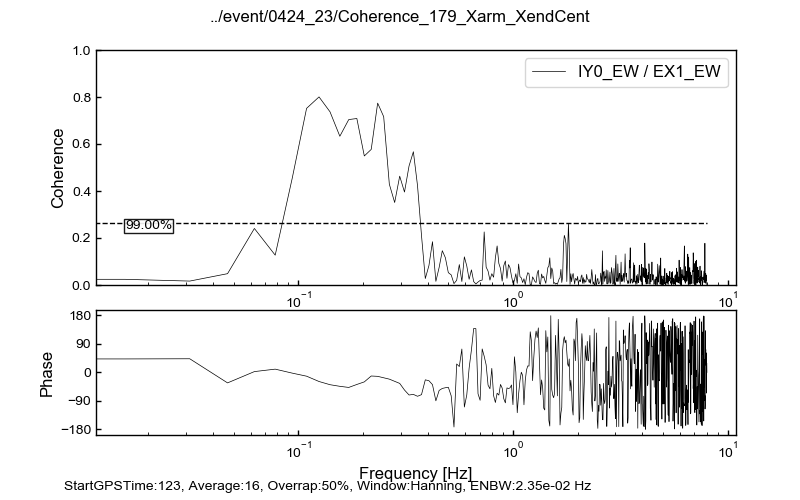 ../event/0424_23/Coherence_179_Xarm_XendCent
1.0
IY0_EW / EX1_EW
0.8
0.6
Coherence
0.4
99.00%
0.2
0.0
10⁻¹ 10⁰ 10¹
180
90
Phase
0
−90
−180
10⁻¹ 10⁰ 10¹
Frequency [Hz]
StartGPSTime:123, Average:16, Overrap:50%, Window:Hanning, ENBW:2.35e-02 Hz